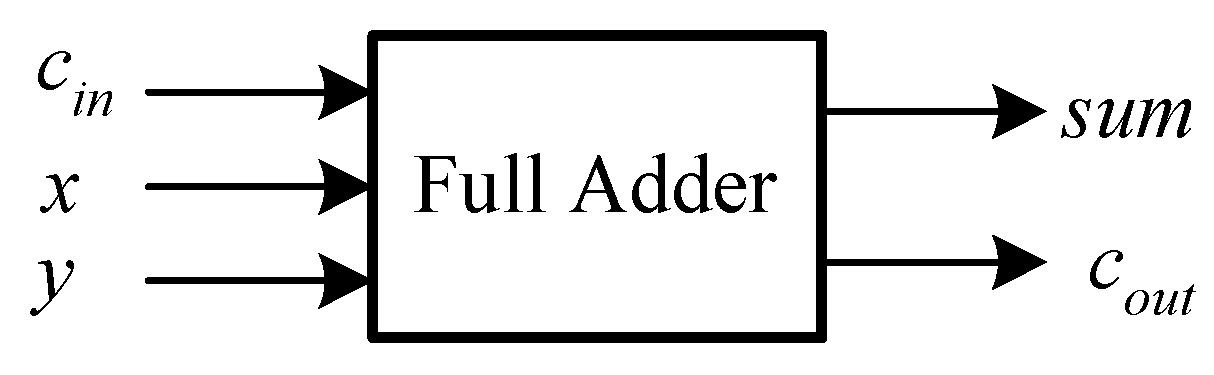 c_in
x
y
Full Adder
sum
c_out